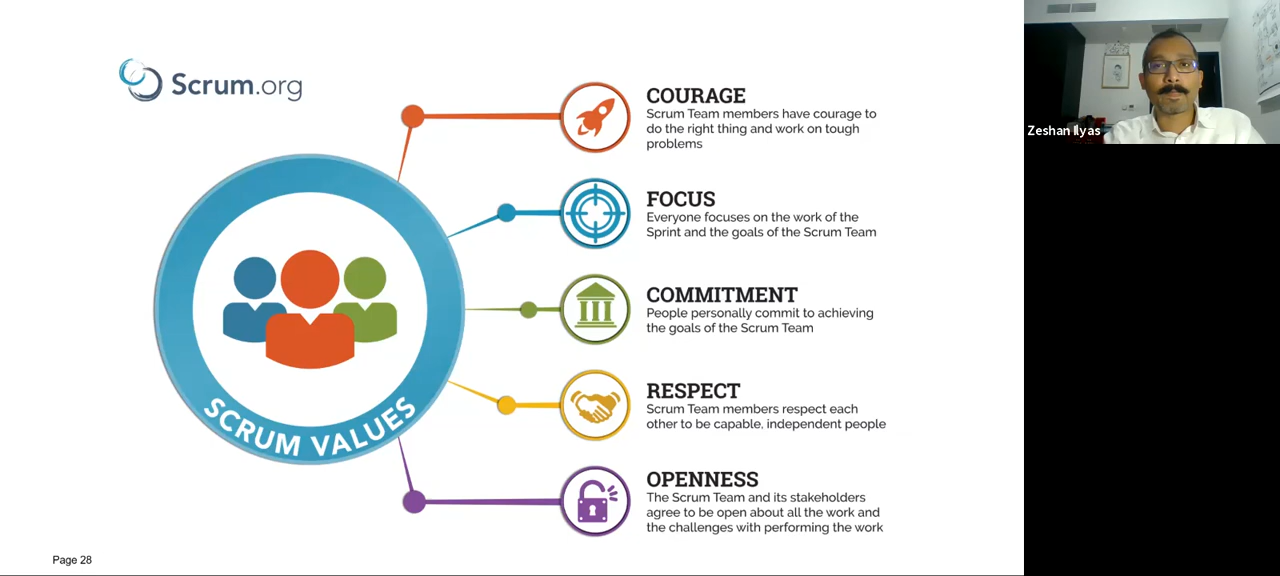 Scrum.org
COURAGE
Scrum Team members have courage to
do the right thing and work on tough
problems
FOCUS
Everyone focuses on the work of the
Sprint and the goals of the Scrum Team
COMMITMENT
People personally commit to achieving
the goals of the Scrum Team
RESPECT
Scrum Team members respect each
other to be capable, independent people
OPENNESS
The Scrum Team and its stakeholders
agree to be open about all the work and
the challenges with performing the work
SCRUM VALUES
Page 28
Zeshan Ilyas